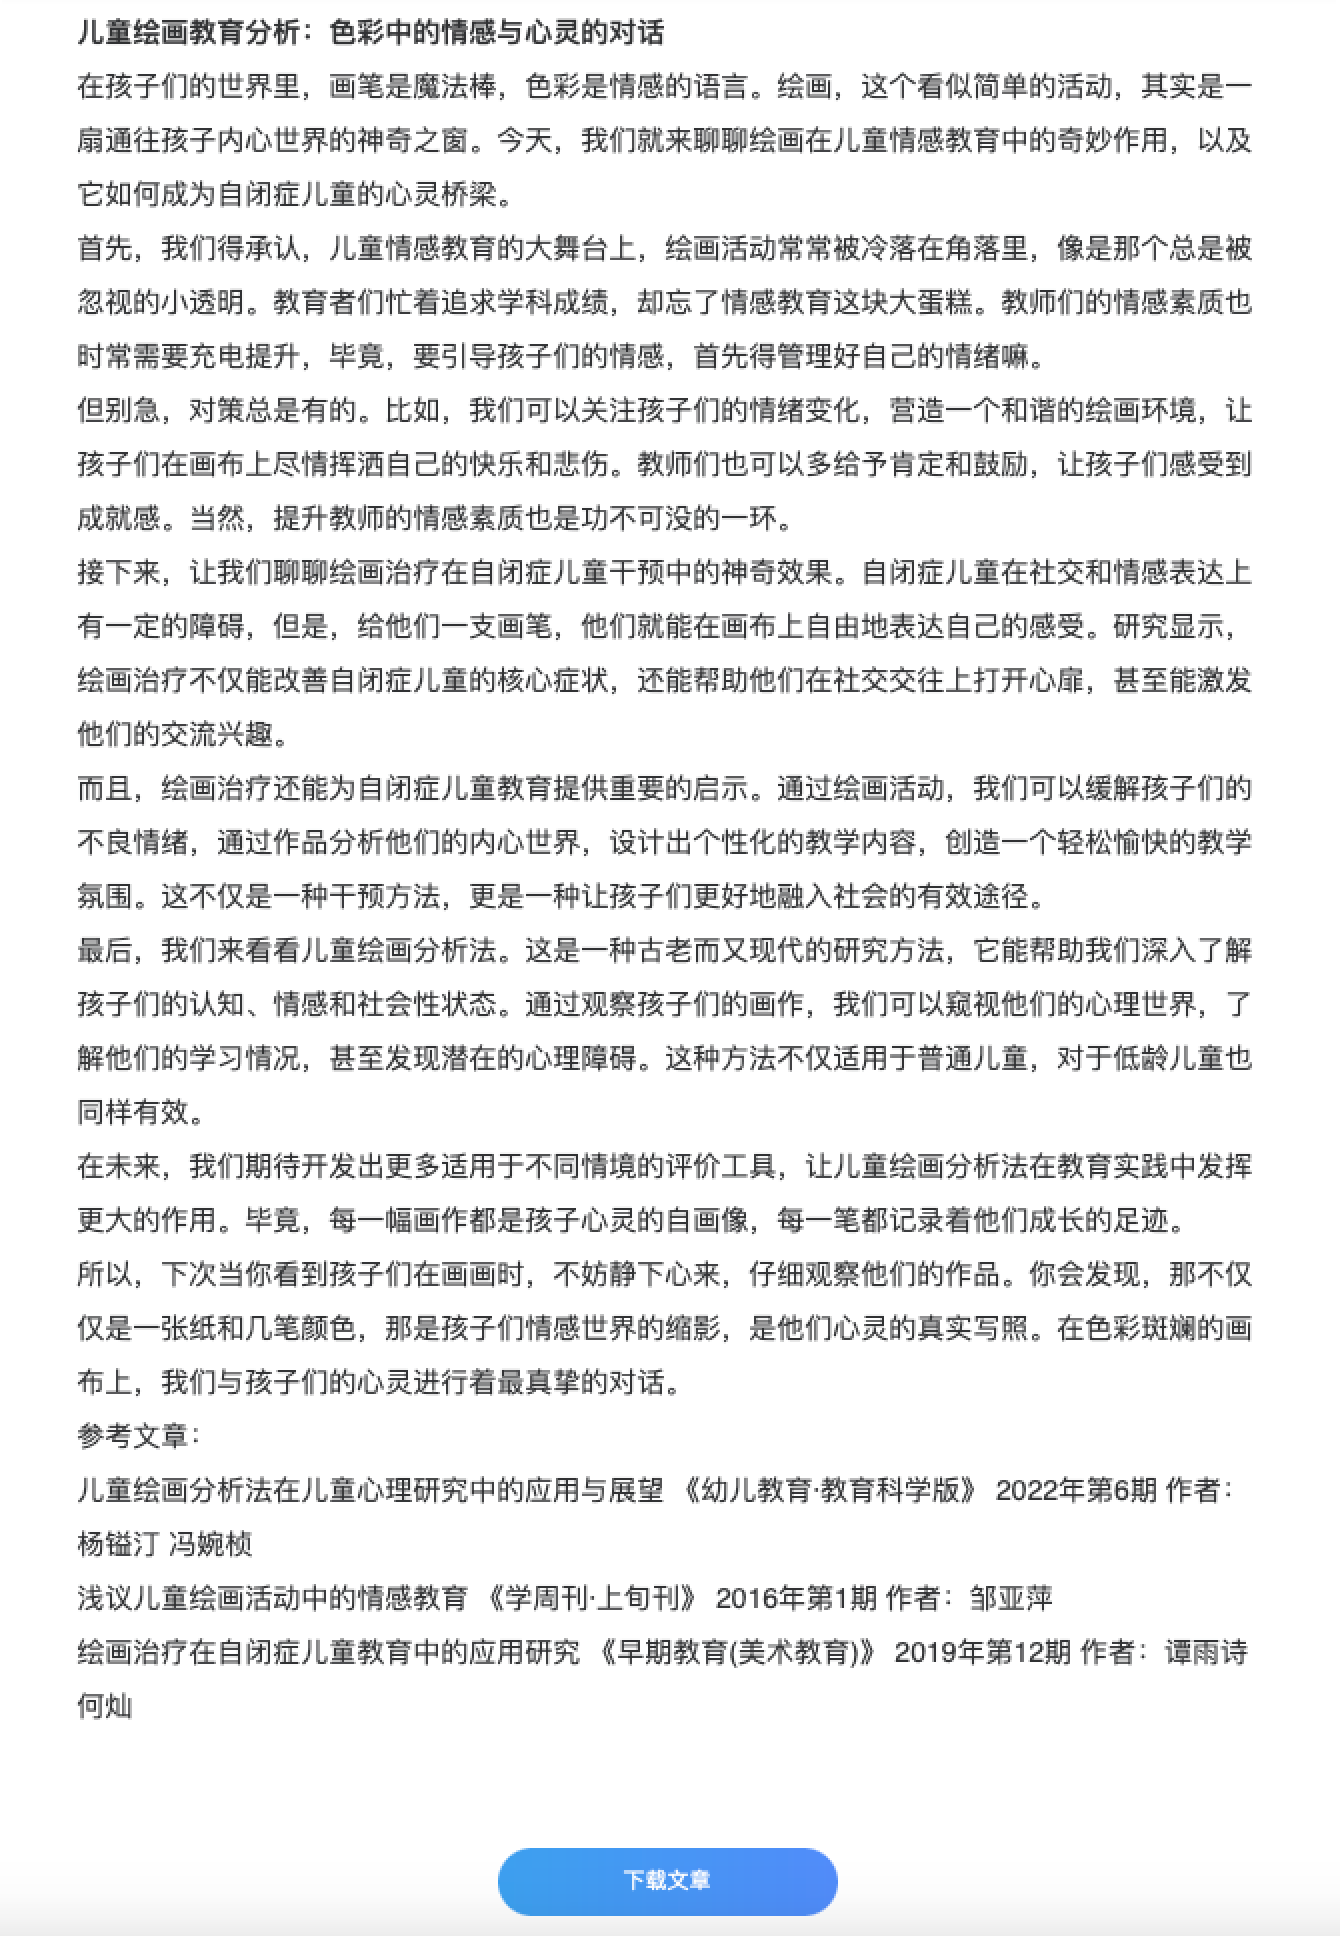 儿童绘画教育分析：色彩中的情感与心灵的对话
在孩子们的世界里，画笔是魔法棒，色彩是情感的语言。绘画，这个看似简单的活动，其实是一
扇通往孩子内心世界的神奇之窗。今天，我们就来聊聊绘画在儿童情感教育中的奇妙作用，以及
它如何成为自闭症儿童的心灵桥梁。
首先，我们得承认，儿童情感教育的大舞台上，绘画活动常常被冷落在角落里，像是那个总是被
忽视的小透明。教育者们忙着追求学科成绩，却忘了情感教育这块大蛋糕。教师们的情感素质也
时常需要充电提升，毕竟，要引导孩子们的情感，首先得管理好自己的情绪嘛。
但别急，对策总是有的。比如，我们可以关注孩子们的情绪变化，营造一个和谐的绘画环境，让
孩子们在画布上尽情挥洒自己的快乐和悲伤。教师们也可以多给予肯定和鼓励，让孩子们感受到
成就感。当然，提升教师的情感素质也是功不可没的一环。
接下来，让我们聊聊绘画治疗在自闭症儿童干预中的神奇效果。自闭症儿童在社交和情感表达上
有一定的障碍，但是，给他们一支画笔，他们就能在画布上自由地表达自己的感受。研究显示，
绘画治疗不仅能改善自闭症儿童的核心症状，还能帮助他们在社交交往上打开心扉，甚至能激发
他们的交流兴趣。
而且，绘画治疗还能为自闭症儿童教育提供重要的启示。通过绘画活动，我们可以缓解孩子们的
不良情绪，通过作品分析他们的内心世界，设计出个性化的教学内容，创造一个轻松愉快的教学
氛围。这不仅是一种干预方法，更是一种让孩子们更好地融入社会的有效途径。
最后，我们来看看儿童绘画分析法。这是一种古老而又现代的研究方法，它能帮助我们深入了解
孩子们的认知、情感和社会性状态。通过观察孩子们的画作，我们可以窥视他们的心理世界，了
解他们的学习情况，甚至发现潜在的心理障碍。这种方法不仅适用于普通儿童，对于低龄儿童也
同样有效。
在未来，我们期待开发出更多适用于不同情境的评价工具，让儿童绘画分析法在教育实践中发挥
更大的作用。毕竟，每一幅画作都是孩子心灵的自画像，每一笔都记录着他们成长的足迹。
所以，下次当你看到孩子们在画画时，不妨静下心来，仔细观察他们的作品。你会发现，那不仅
仅是一张纸和几笔颜色，那是孩子们情感世界的缩影，是他们心灵的真实写照。在色彩斑斓的画
布上，我们与孩子们的心灵进行着最真挚的对话。
参考文章：
儿童绘画分析法在儿童心理研究中的应用与展望 《幼儿教育·教育科学版》 2022年第6期 作者：
杨镒汀 冯婉桢
浅议儿童绘画活动中的情感教育 《学周刊·上旬刊》 2016年第1期 作者：邹亚萍
绘画治疗在自闭症儿童教育中的应用研究 《早期教育(美术教育)》 2019年第12期 作者：谭雨诗
何灿
下载文章